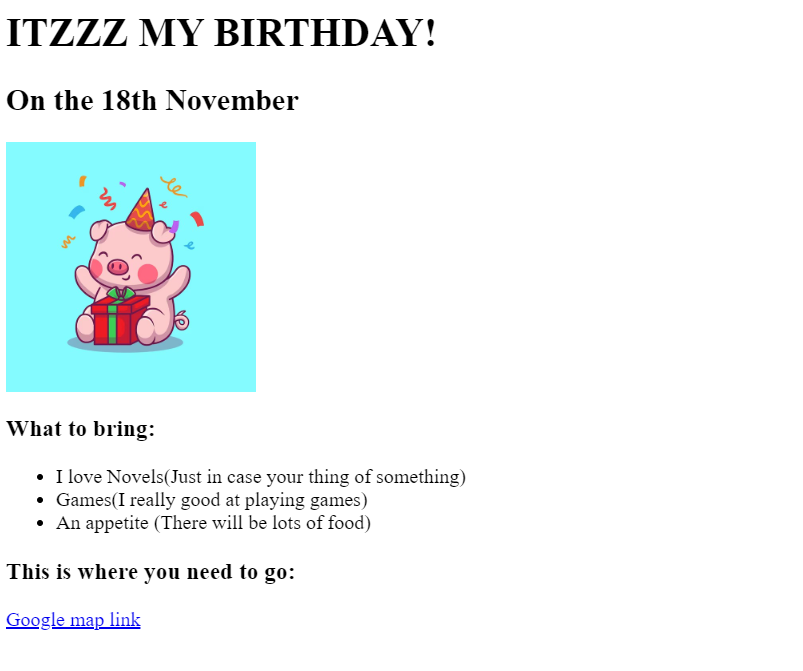 ITZZZ MY BIRTHDAY!
On the 18th November
What to bring:
I love Novels(Just in case your thing of something)
Games(I really good at playing games)
An appetite (There will be lots of food)
This is where you need to go:
Google map link